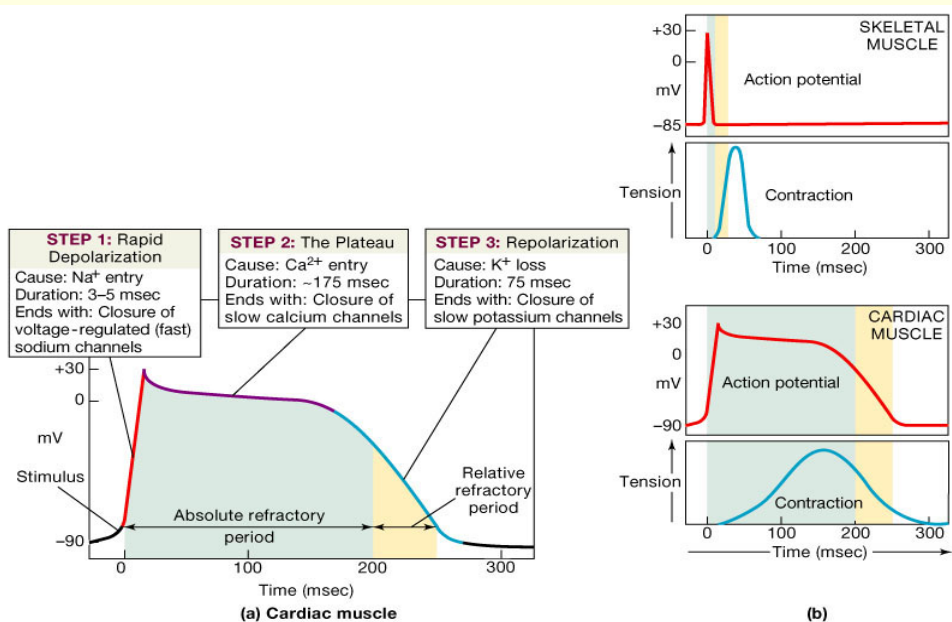 STEP 1: Rapid
Depolarization
Cause: Na+ entry
Duration: 3–5 msec
Ends with: Closure of
voltage-regulated (fast)
sodium channels
STEP 2: The Plateau
Cause: Ca2+ entry
Duration: ~175 msec
Ends with: Closure of
slow calcium channels
STEP 3: Repolarization
Cause: K+ loss
Duration: 75 msec
Ends with: Closure of
slow potassium channels
+30
0
mV
Stimulus
–90
Absolute refractory
period
Relative
refractory
period
0
100
200
300
Time (msec)
(a) Cardiac muscle
SKELETAL
MUSCLE
+30
0
mV
–85
Action potential
Tension
Contraction
0
100
200
300
Time (msec)
CARDIAC
MUSCLE
+30
0
mV
–90
Action potential
Tension
Contraction
0
100
200
300
Time (msec)
(b)